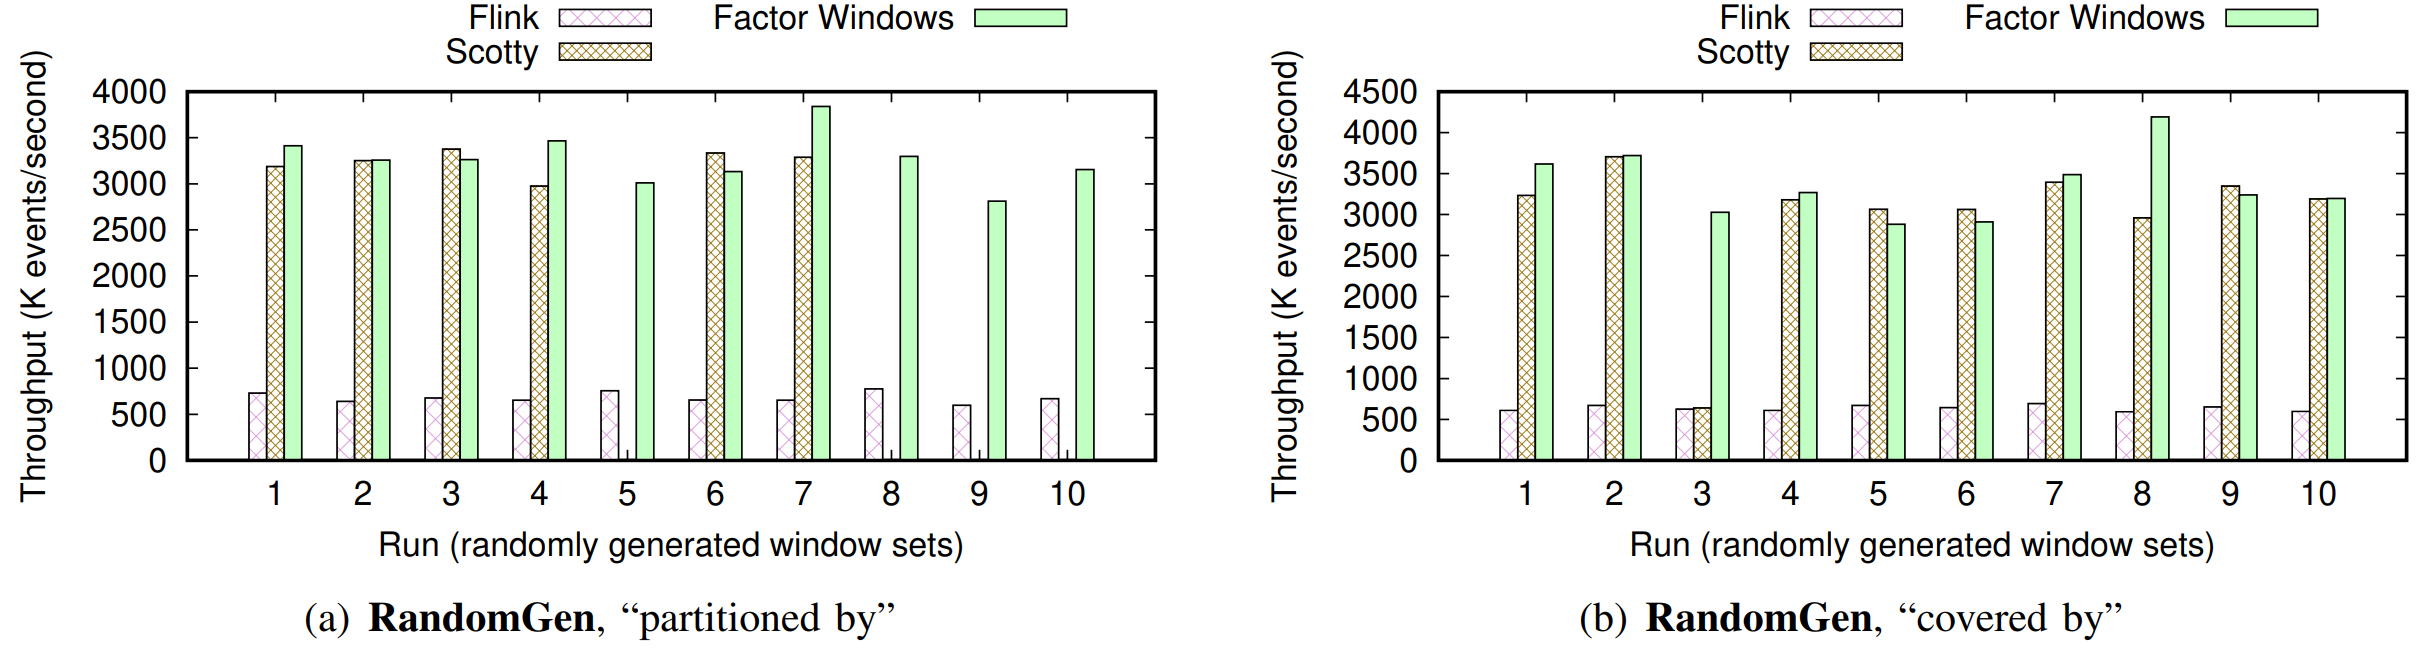 Flink
Factor Windows
Scotty
Throughput (K events/second)
4000
3500
3000
2500
2000
1500
1000
500
0
1 2 3 4 5 6 7 8 9 10
Run (randomly generated window sets)
(a) RandomGen, “partitioned by”
Flink
Factor Windows
Scotty
Throughput (K events/second)
4500
4000
3500
3000
2500
2000
1500
1000
500
0
1 2 3 4 5 6 7 8 9 10
Run (randomly generated window sets)
(b) RandomGen, “covered by”